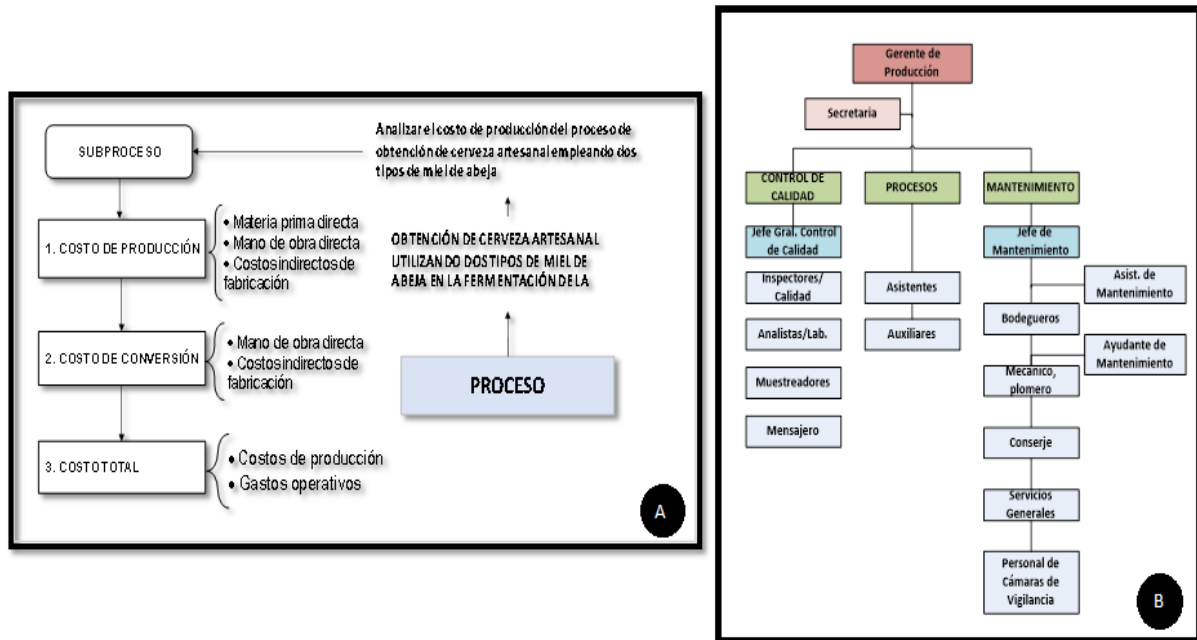 SUBPROCESO
Analizar el costo de producción del proceso de
obtención de cerveza artesanal empleando dos
tipos de miel de abeja
1. COSTO DE PRODUCCIÓN
• Materia prima directa
• Mano de obra directa
• Costos indirectos de
fabricación
OBTENCIÓN DE CERVEZA ARTESANAL
UTILIZANDO DOS TIPOS DE MIEL DE
ABEJA EN LA FERMENTACIÓN DE LA
2. COSTO DE CONVERSIÓN
• Mano de obra directa
• Costos indirectos de
fabricación
PROCESO
3. COSTO TOTAL
• Costos de producción
• Gastos operativos
A
Gerente de
Producción
Secretaria
CONTROL DE
CALIDAD
PROCESOS
MANTENIMIENTO
Jefe Gral. Control
de Calidad
Jefe de
Mantenimiento
Inspectores/
Calidad
Asistentes
Asist. de
Mantenimiento
Bodegueros
Analistas/Lab.
Auxiliares
Ayudante de
Mantenimiento
Muestreadores
Mecánico,
plomero
Mensajero
Conserje
Servicios
Generales
Personal de
Cámaras de
Vigilancia
B